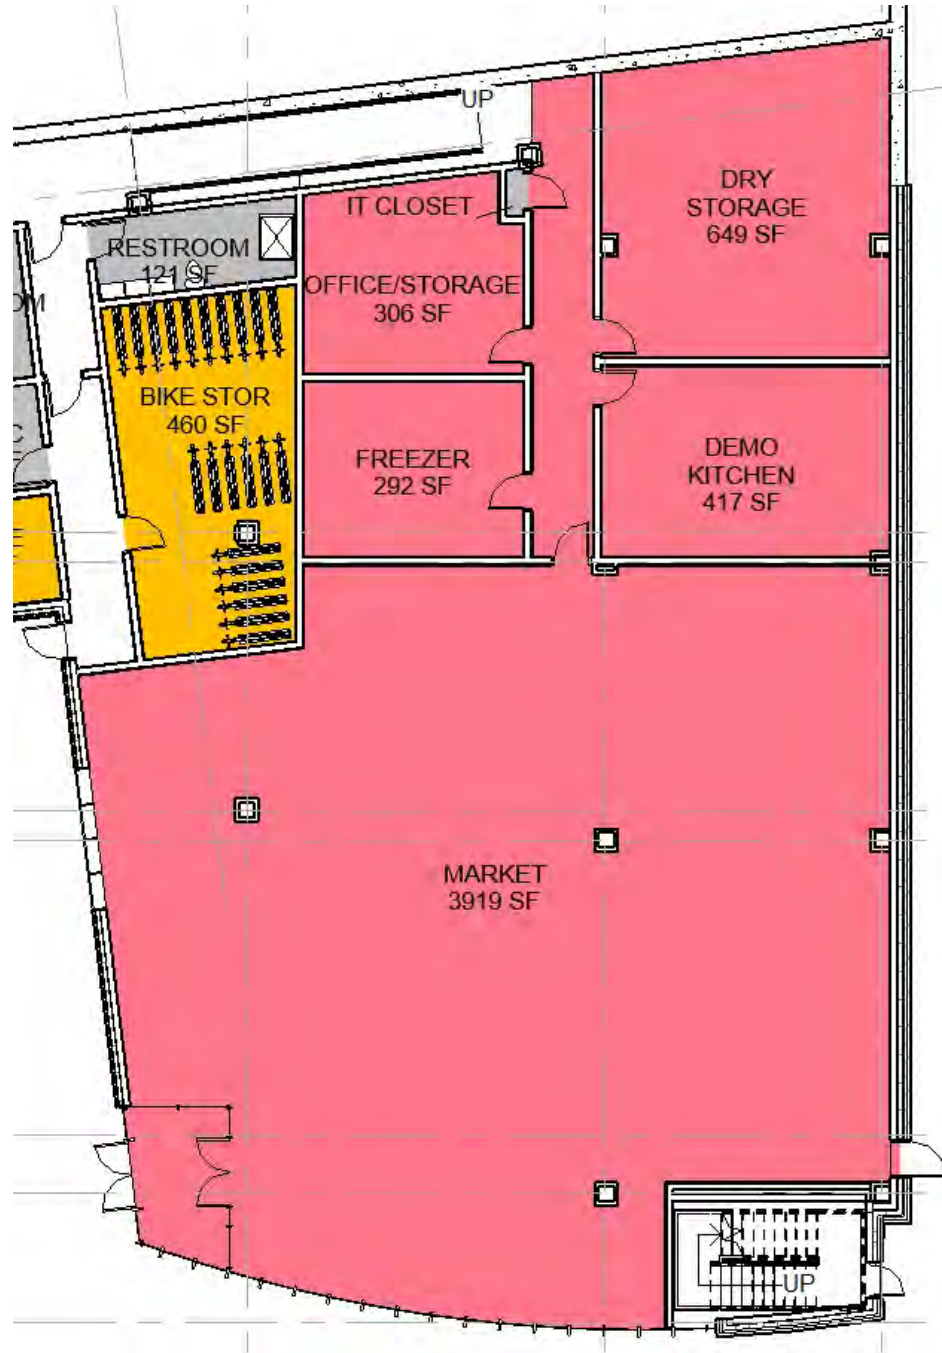 UP
DRY
STORAGE
649 SF
IT CLOSET
RESTROOM
121 SF
OFFICE/STORAGE
306 SF
BIKE STOR
460 SF
FREEZER
292 SF
DEMO
KITCHEN
417 SF
MARKET
3919 SF
UP